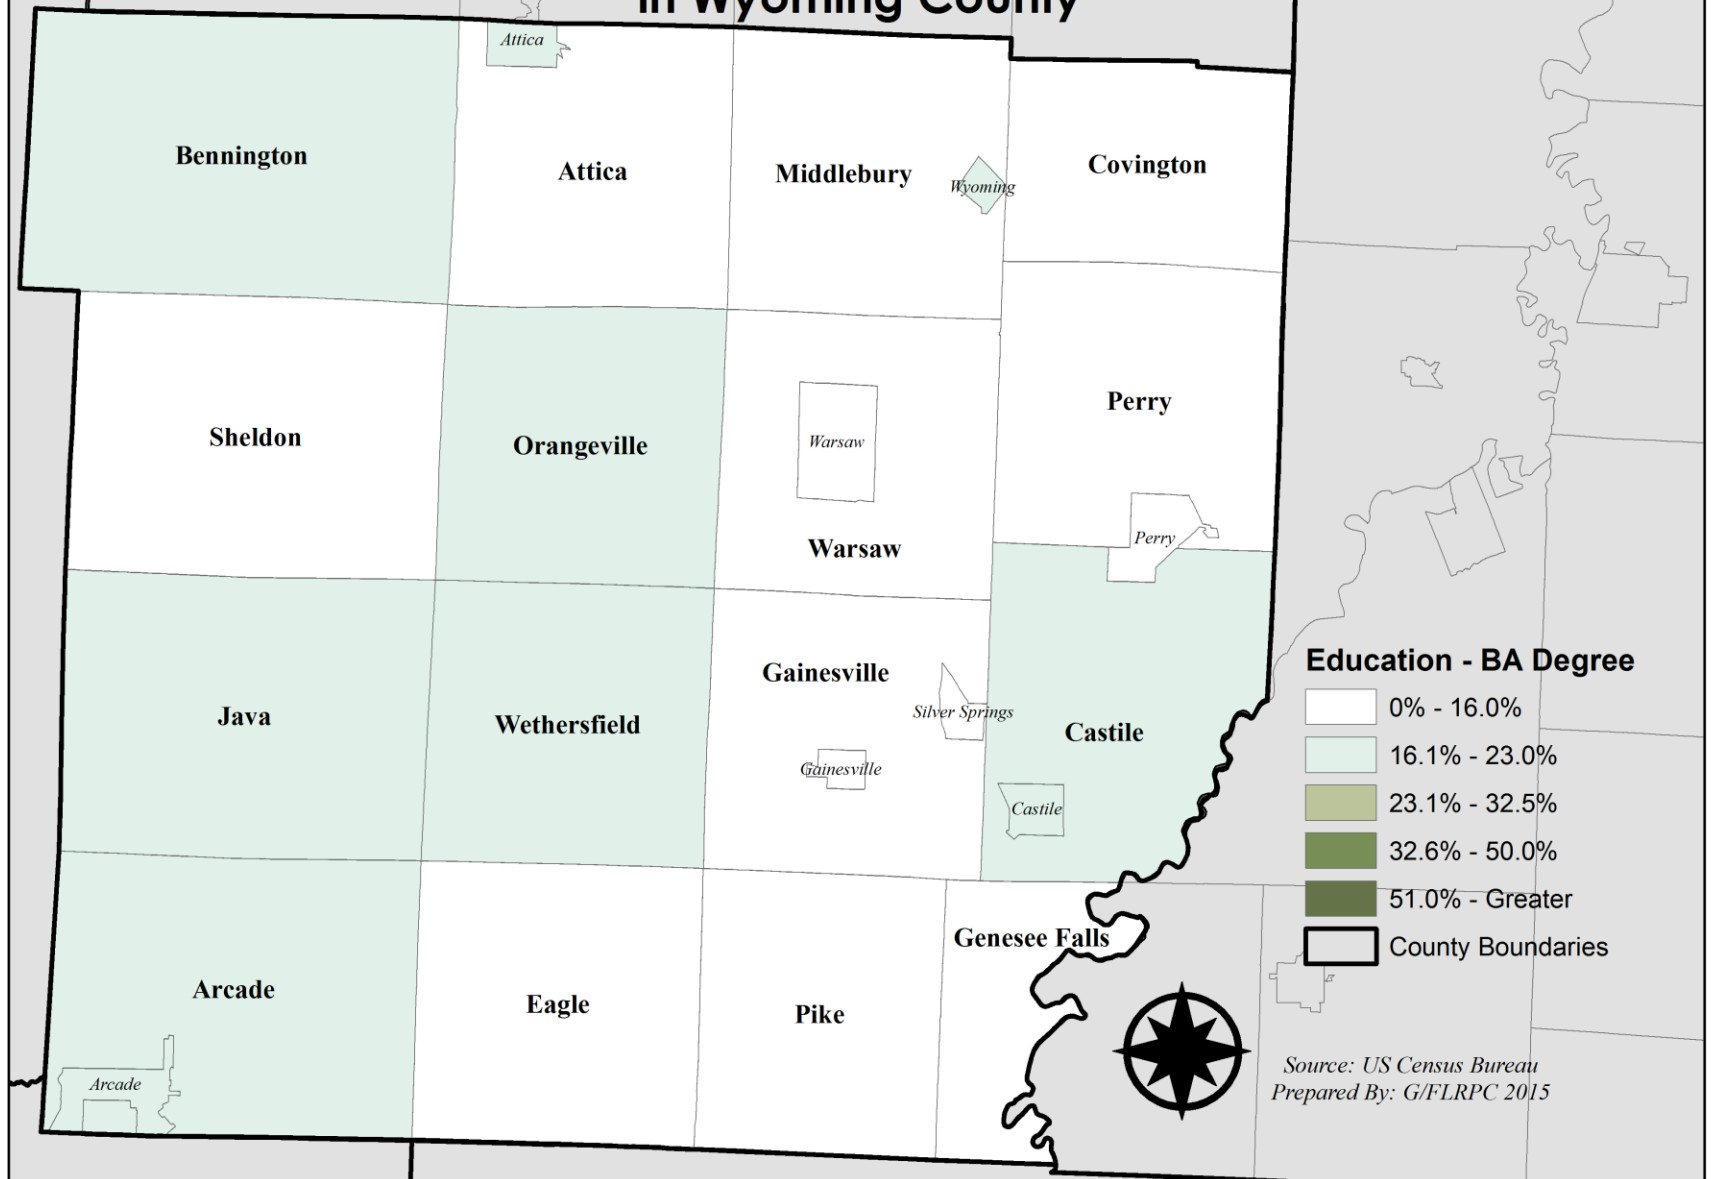 in Wyoming County
Attica
Bennington
Attica
Middlebury
Wyoming
Covington
Sheldon
Orangeville
Warsaw
Warsaw
Perry
Perry
Java
Wethersfield
Gainesville
Silver Springs
Gainesville
Castile
Castile
Arcade
Arcade
Eagle
Pike
Genesee Falls
Education - BA Degree
0% - 16.0%
16.1% - 23.0%
23.1% - 32.5%
32.6% - 50.0%
51.0% - Greater
County Boundaries
Source: US Census Bureau
Prepared By: G/FLRPC 2015